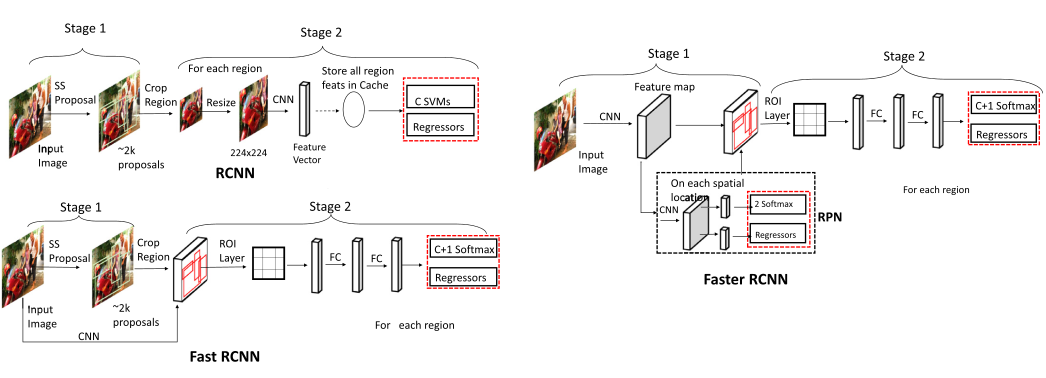 Stage 1
Stage 2
For each region
SS
Proposal
Crop
Region
Resize
CNN
Store all region
feats in Cache
C SVMs
Regressors
Input
Image
~2k
proposals
224x224
Feature
Vector
RCNN
Stage 1
Stage 2
SS
Proposal
Crop
Region
ROI
Layer
FC
FC
C+1 Softmax
Regressors
Input
Image
~2k
proposals
CNN
For each region
Fast RCNN
Stage 1
Stage 2
Feature map
CNN
ROI
Layer
FC
FC
C+1 Softmax
Regressors
Input
Image
On each spatial
location
CNN
2 Softmax
Regressors
RPN
For each region
Faster RCNN